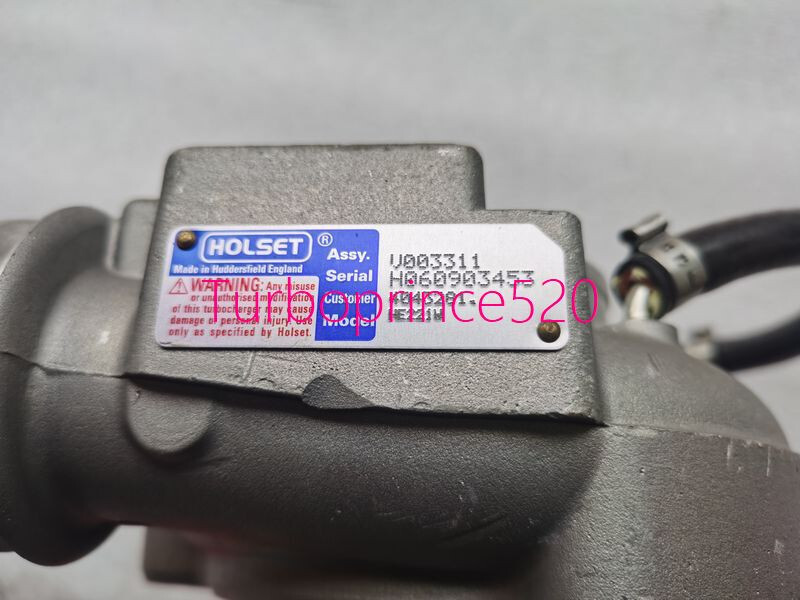 HOLSET ®
Made in Huddersfield England
WARNING: Any misuse
or unauthorised modification
of this turbocharger may cause
damage or personal injury. Use
only as specified by Holset.
Assy. V003311
Serial H060903453
Customer
Model HE221W
Turboprince520